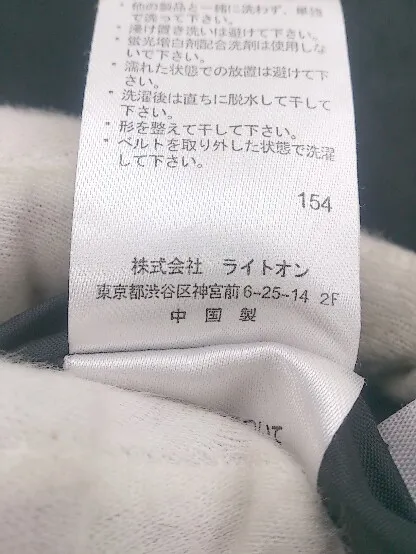 *他の製品と一緒に洗わず、単独
で洗って下さい。
*浸け置き洗いは避けて下さい。
*蛍光増白剤配合洗剤は使用しな
いで下さい。
*濡れた状態での放置は避けて下
さい。
*洗濯後は直ちに脱水して干して
下さい。
*形を整えて干して下さい。
*ベルトを取り外した状態で洗濯
して下さい。
154
株式会社 ライトオン
東京都渋谷区神宮前 6-25-14 2F
中国製
ついて